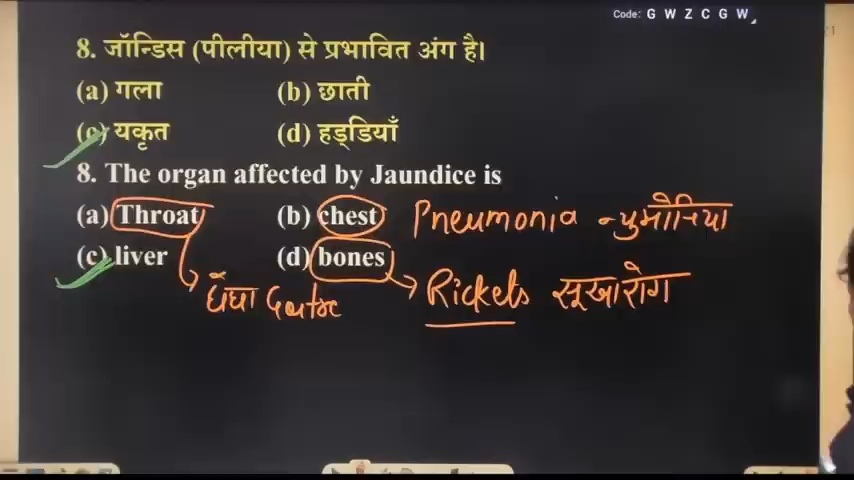 Code: G W Z C G W
8. जॉन्डिस (पीलीया) से प्रभावित अंग है।
(a) गला (b) छाती
(c) यकृत (d) हड्डियाँ
8. The organ affected by Jaundice is
(a) Throat (b) chest Pneumonia न्युमोनिया
(c) liver (d) bones
घेंघा Rickets सूखारोग